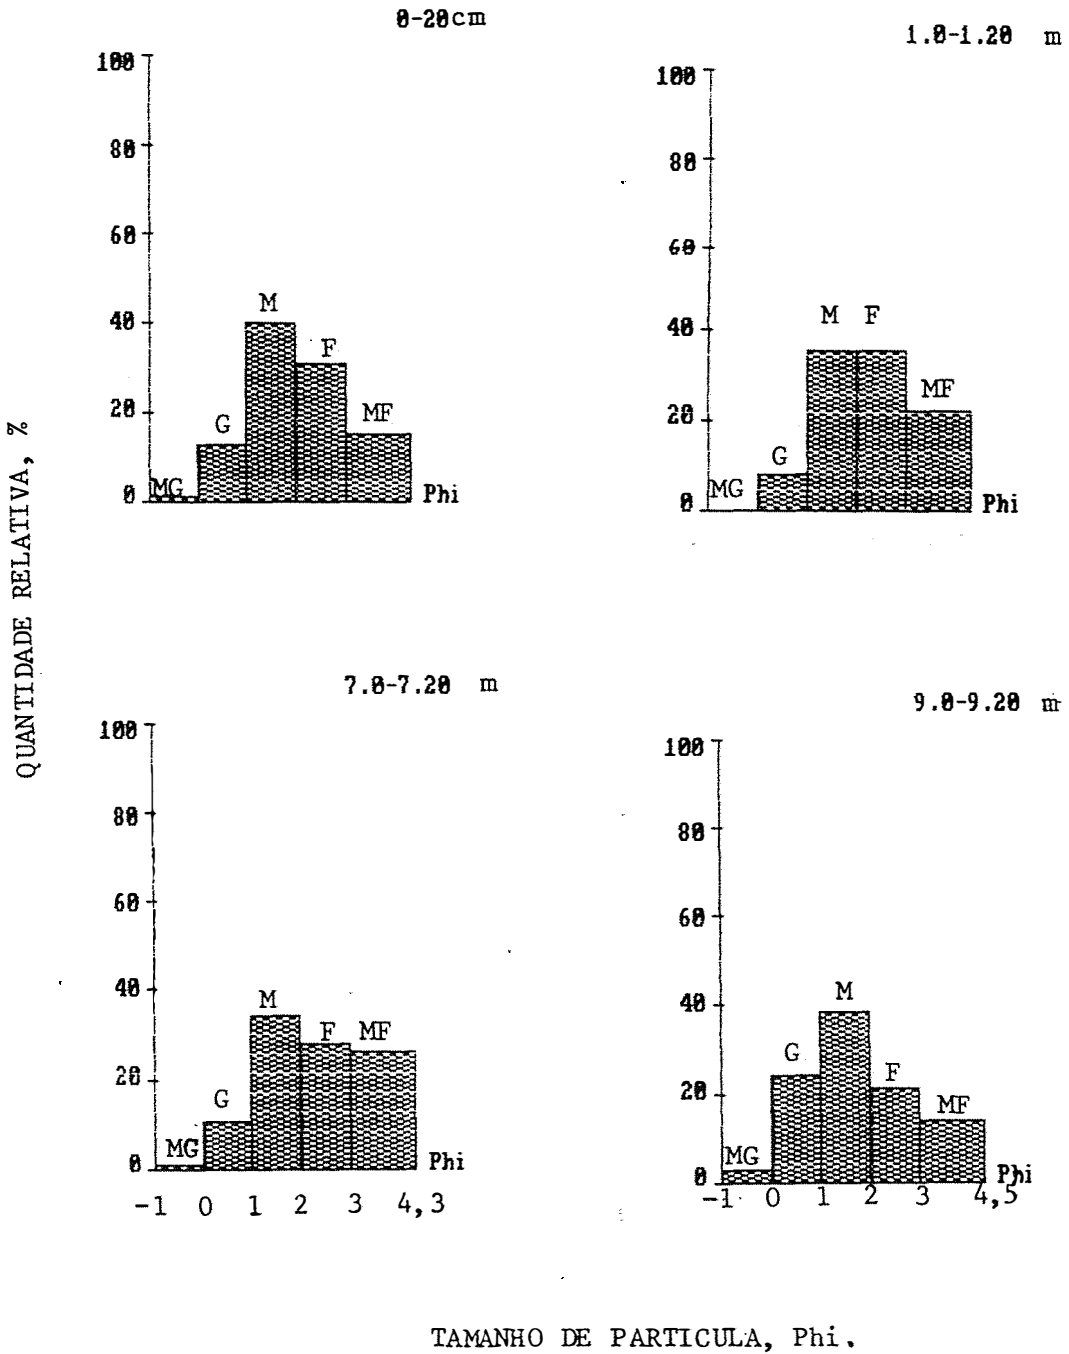 0-20cm
100
80
60
40
20
0
MG
G
M
F
MF
Phi
1.0-1.20 m
100
80
60
40
20
0
MG
G
M
F
MF
Phi
QUANTIDADE RELATIVA, %
7.0-7.20 m
100
80
60
40
20
0
MG
G
M
F
MF
Phi
-1 0 1 2 3 4,3
9.0-9.20 m
100
80
60
40
20
0
MG
G
M
F
MF
Phi
-1 0 1 2 3 4,5
TAMANHO DE PARTICULA, Phi.